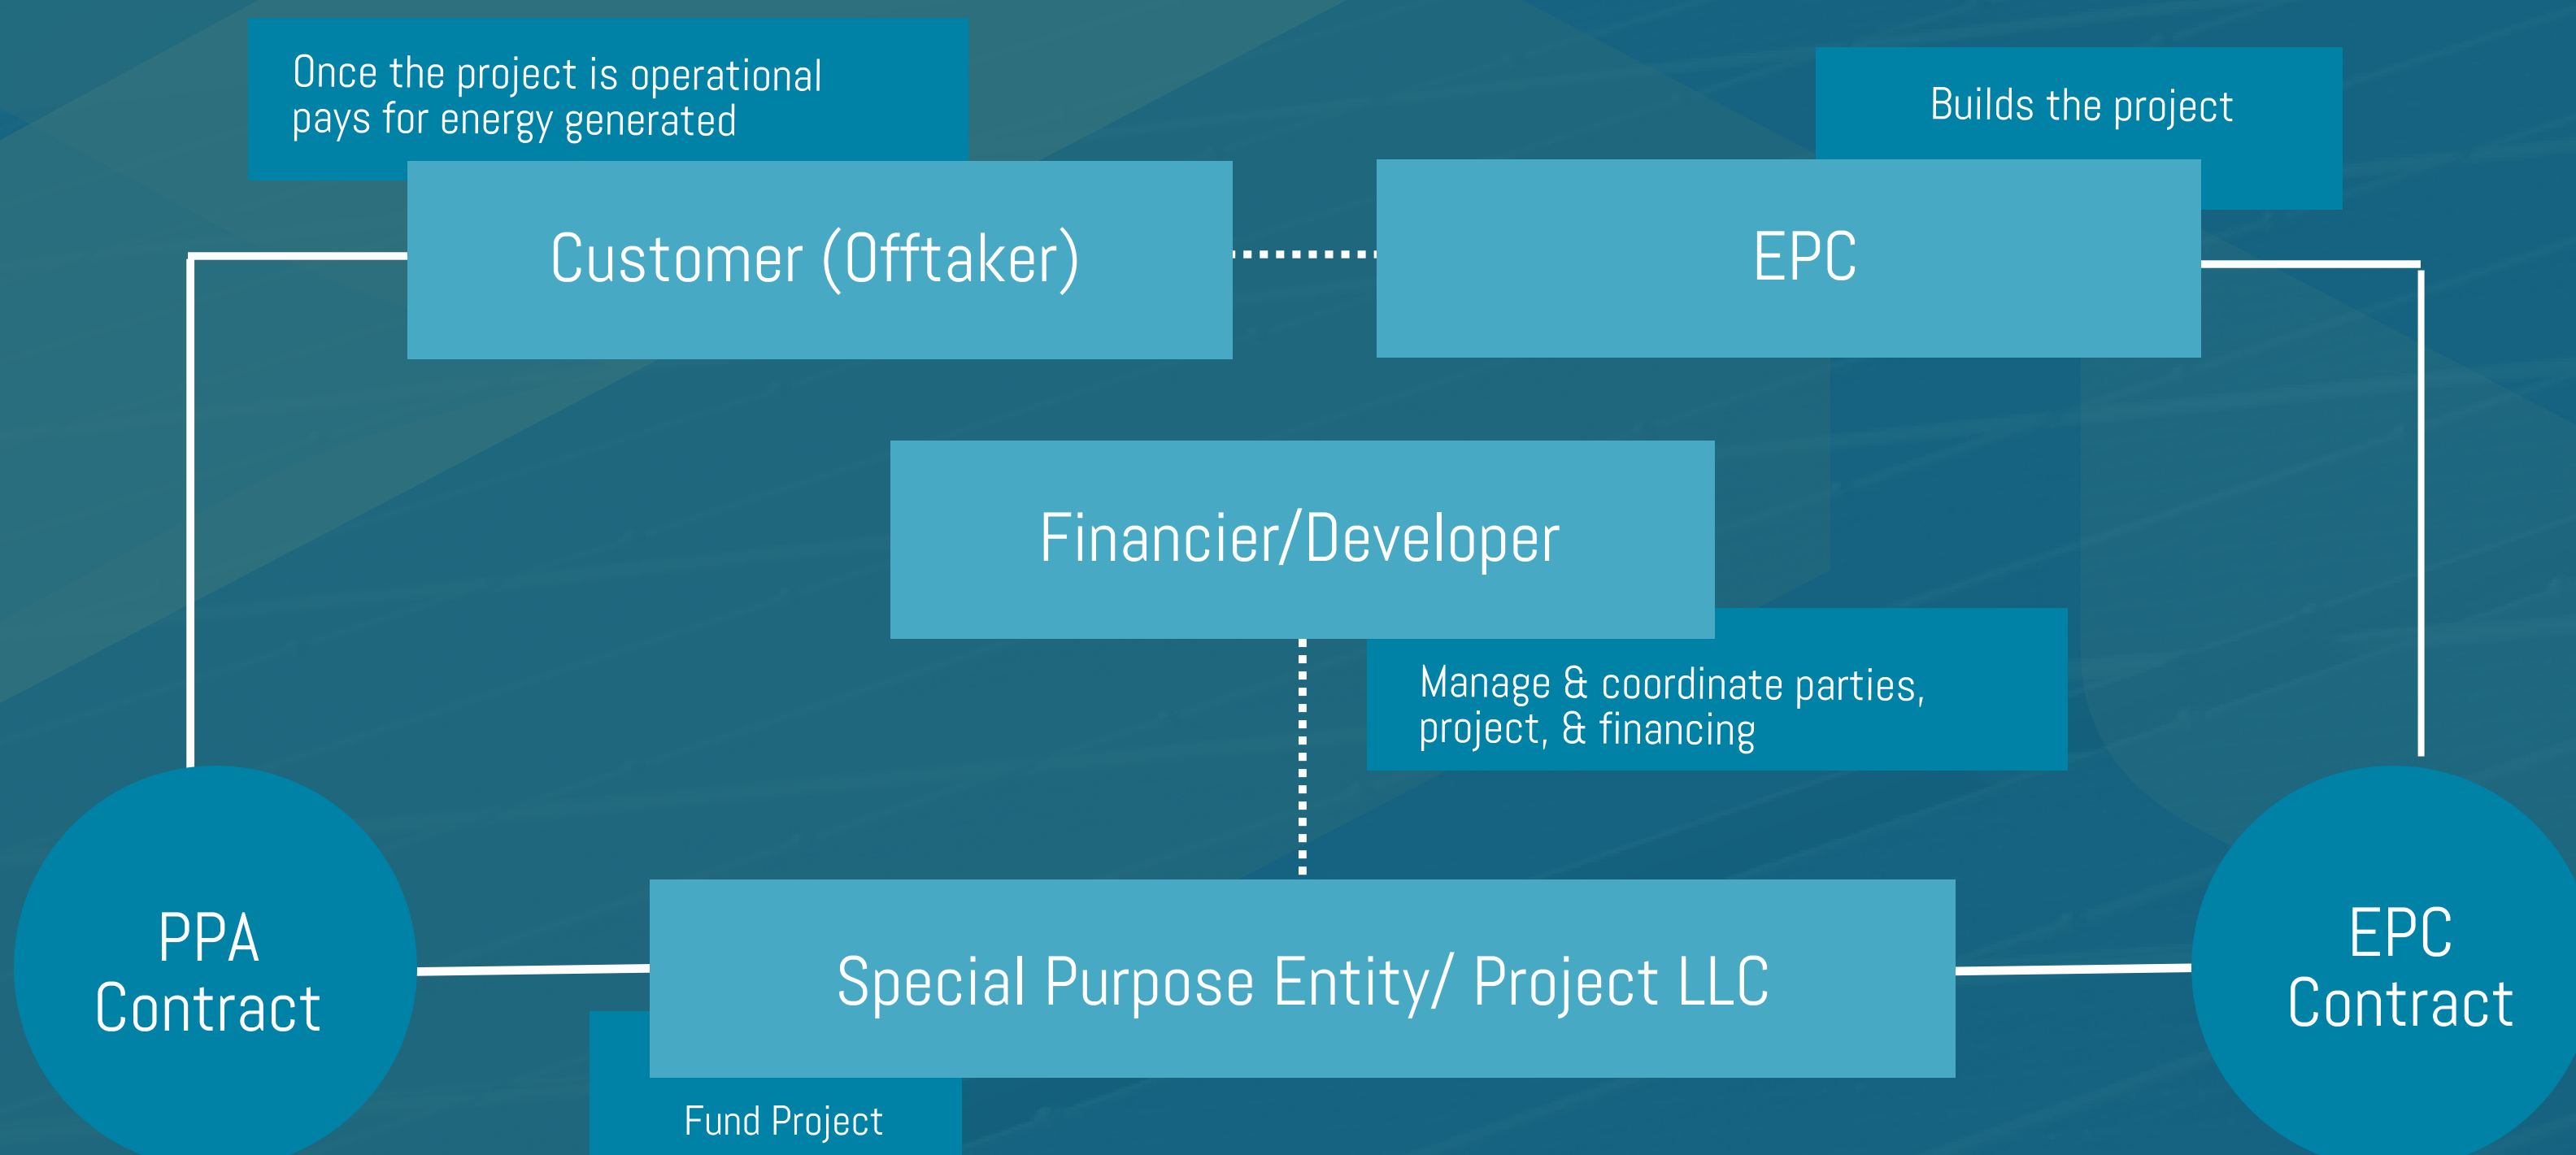 Once the project is operational
pays for energy generated
Builds the project
Customer (Offtaker)
EPC
Financier/Developer
Manage & coordinate parties,
project, & financing
PPA
Contract
Special Purpose Entity/ Project LLC
EPC
Contract
Fund Project